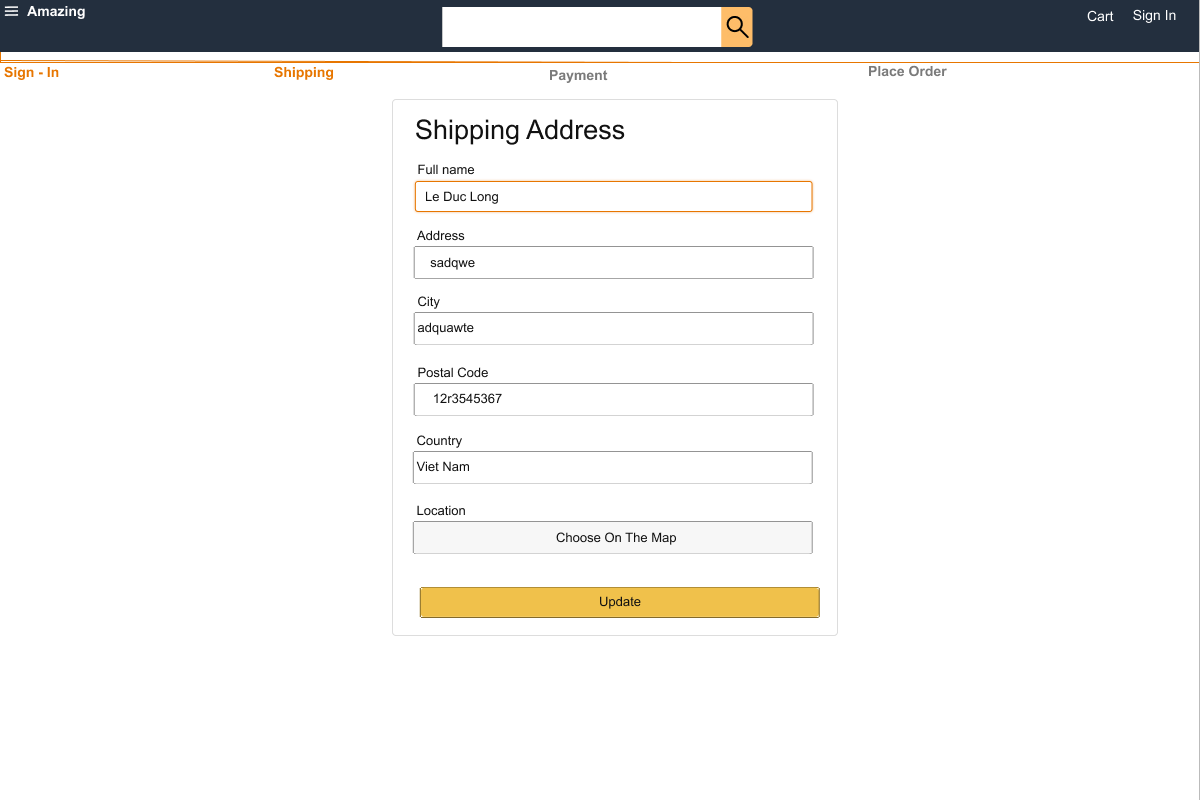 Amazing
Cart
Sign In
Sign - In
Shipping
Payment
Place Order
Shipping Address
Full name
Le Duc Long
Address
sadqwe
City
adquawte
Postal Code
12r3545367
Country
Viet Nam
Location
Choose On The Map
Update